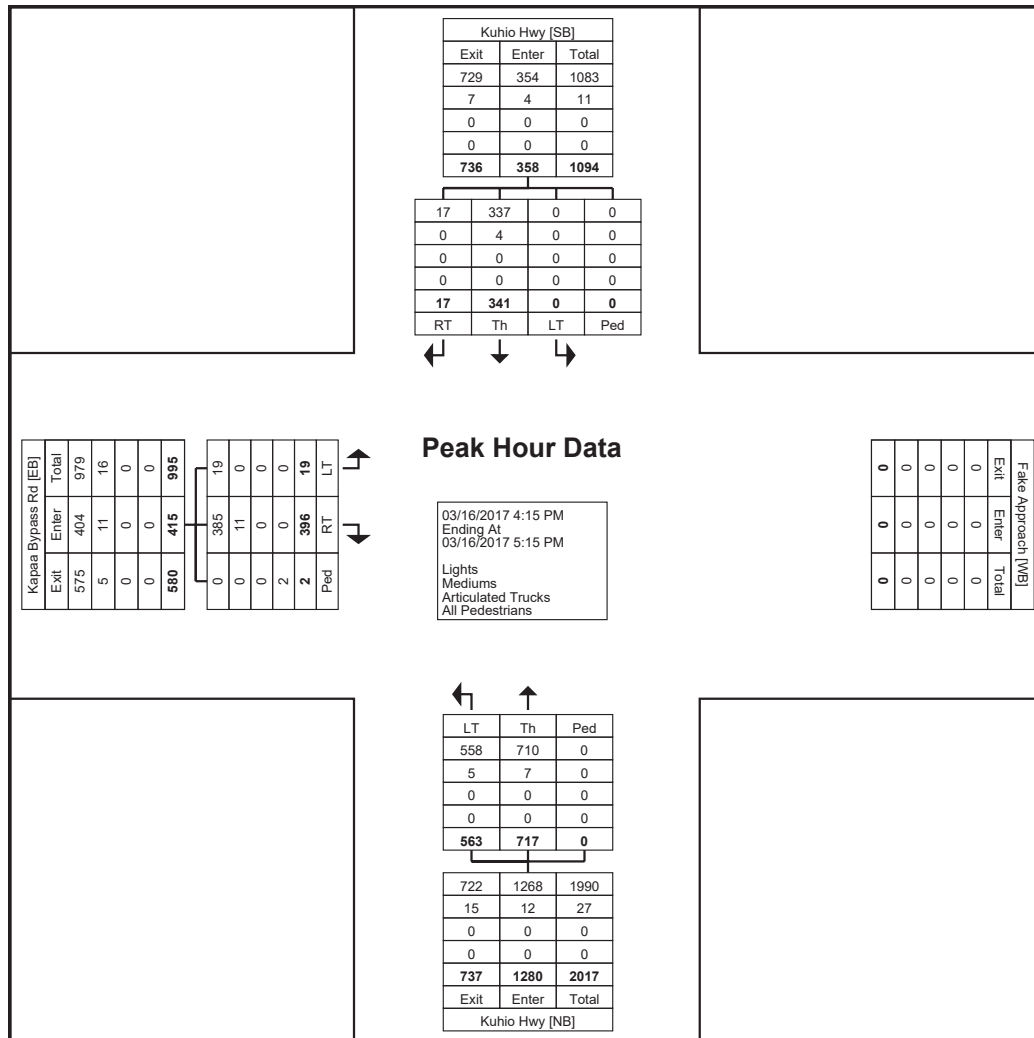 Kuhio Hwy [SB]
Exit Enter Total
729 354 1083
7 4 11
0 0 0
0 0 0
736 358 1094
17 337 0 0
0 4 0 0
0 0 0 0
0 0 0 0
17 341 0 0
RT Th LT Ped
Kapaa Bypass Rd [EB]
Exit Enter Total
575 404 979
5 11 16
0 0 0
0 0 0
580 415 995
0 385 19
0 11 0
0 0 0
2 0 0
2 396 19
Ped RT LT
Peak Hour Data
03/16/2017 4:15 PM
Ending At
03/16/2017 5:15 PM
Lights
Mediums
Articulated Trucks
All Pedestrians
Fake Approach [WB]
Exit Enter Total
0 0 0
0 0 0
0 0 0
0 0 0
0 0 0
LT Th Ped
558 710 0
5 7 0
0 0 0
0 0 0
563 717 0
722 1268 1990
15 12 27
0 0 0
0 0 0
737 1280 2017
Exit Enter Total
Kuhio Hwy [NB]